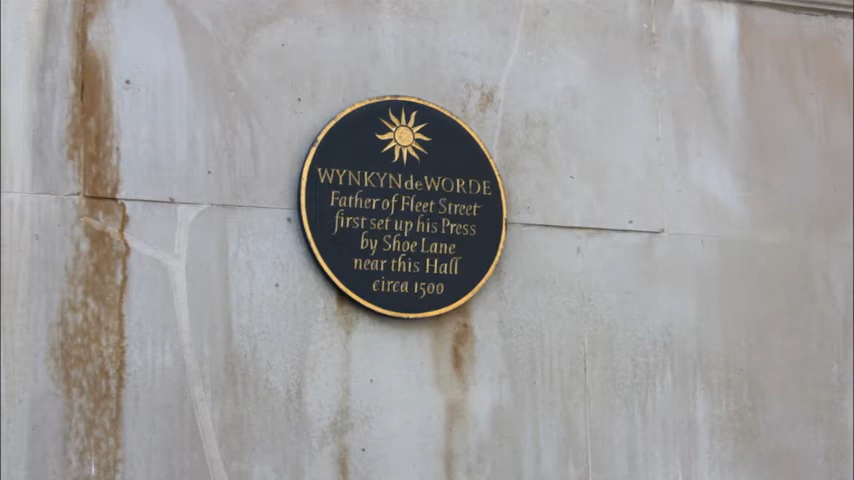 WYNKYN de WORDE
Father of Fleet Street
first set up his Press
by Shoe Lane
near this Hall
circa 1500